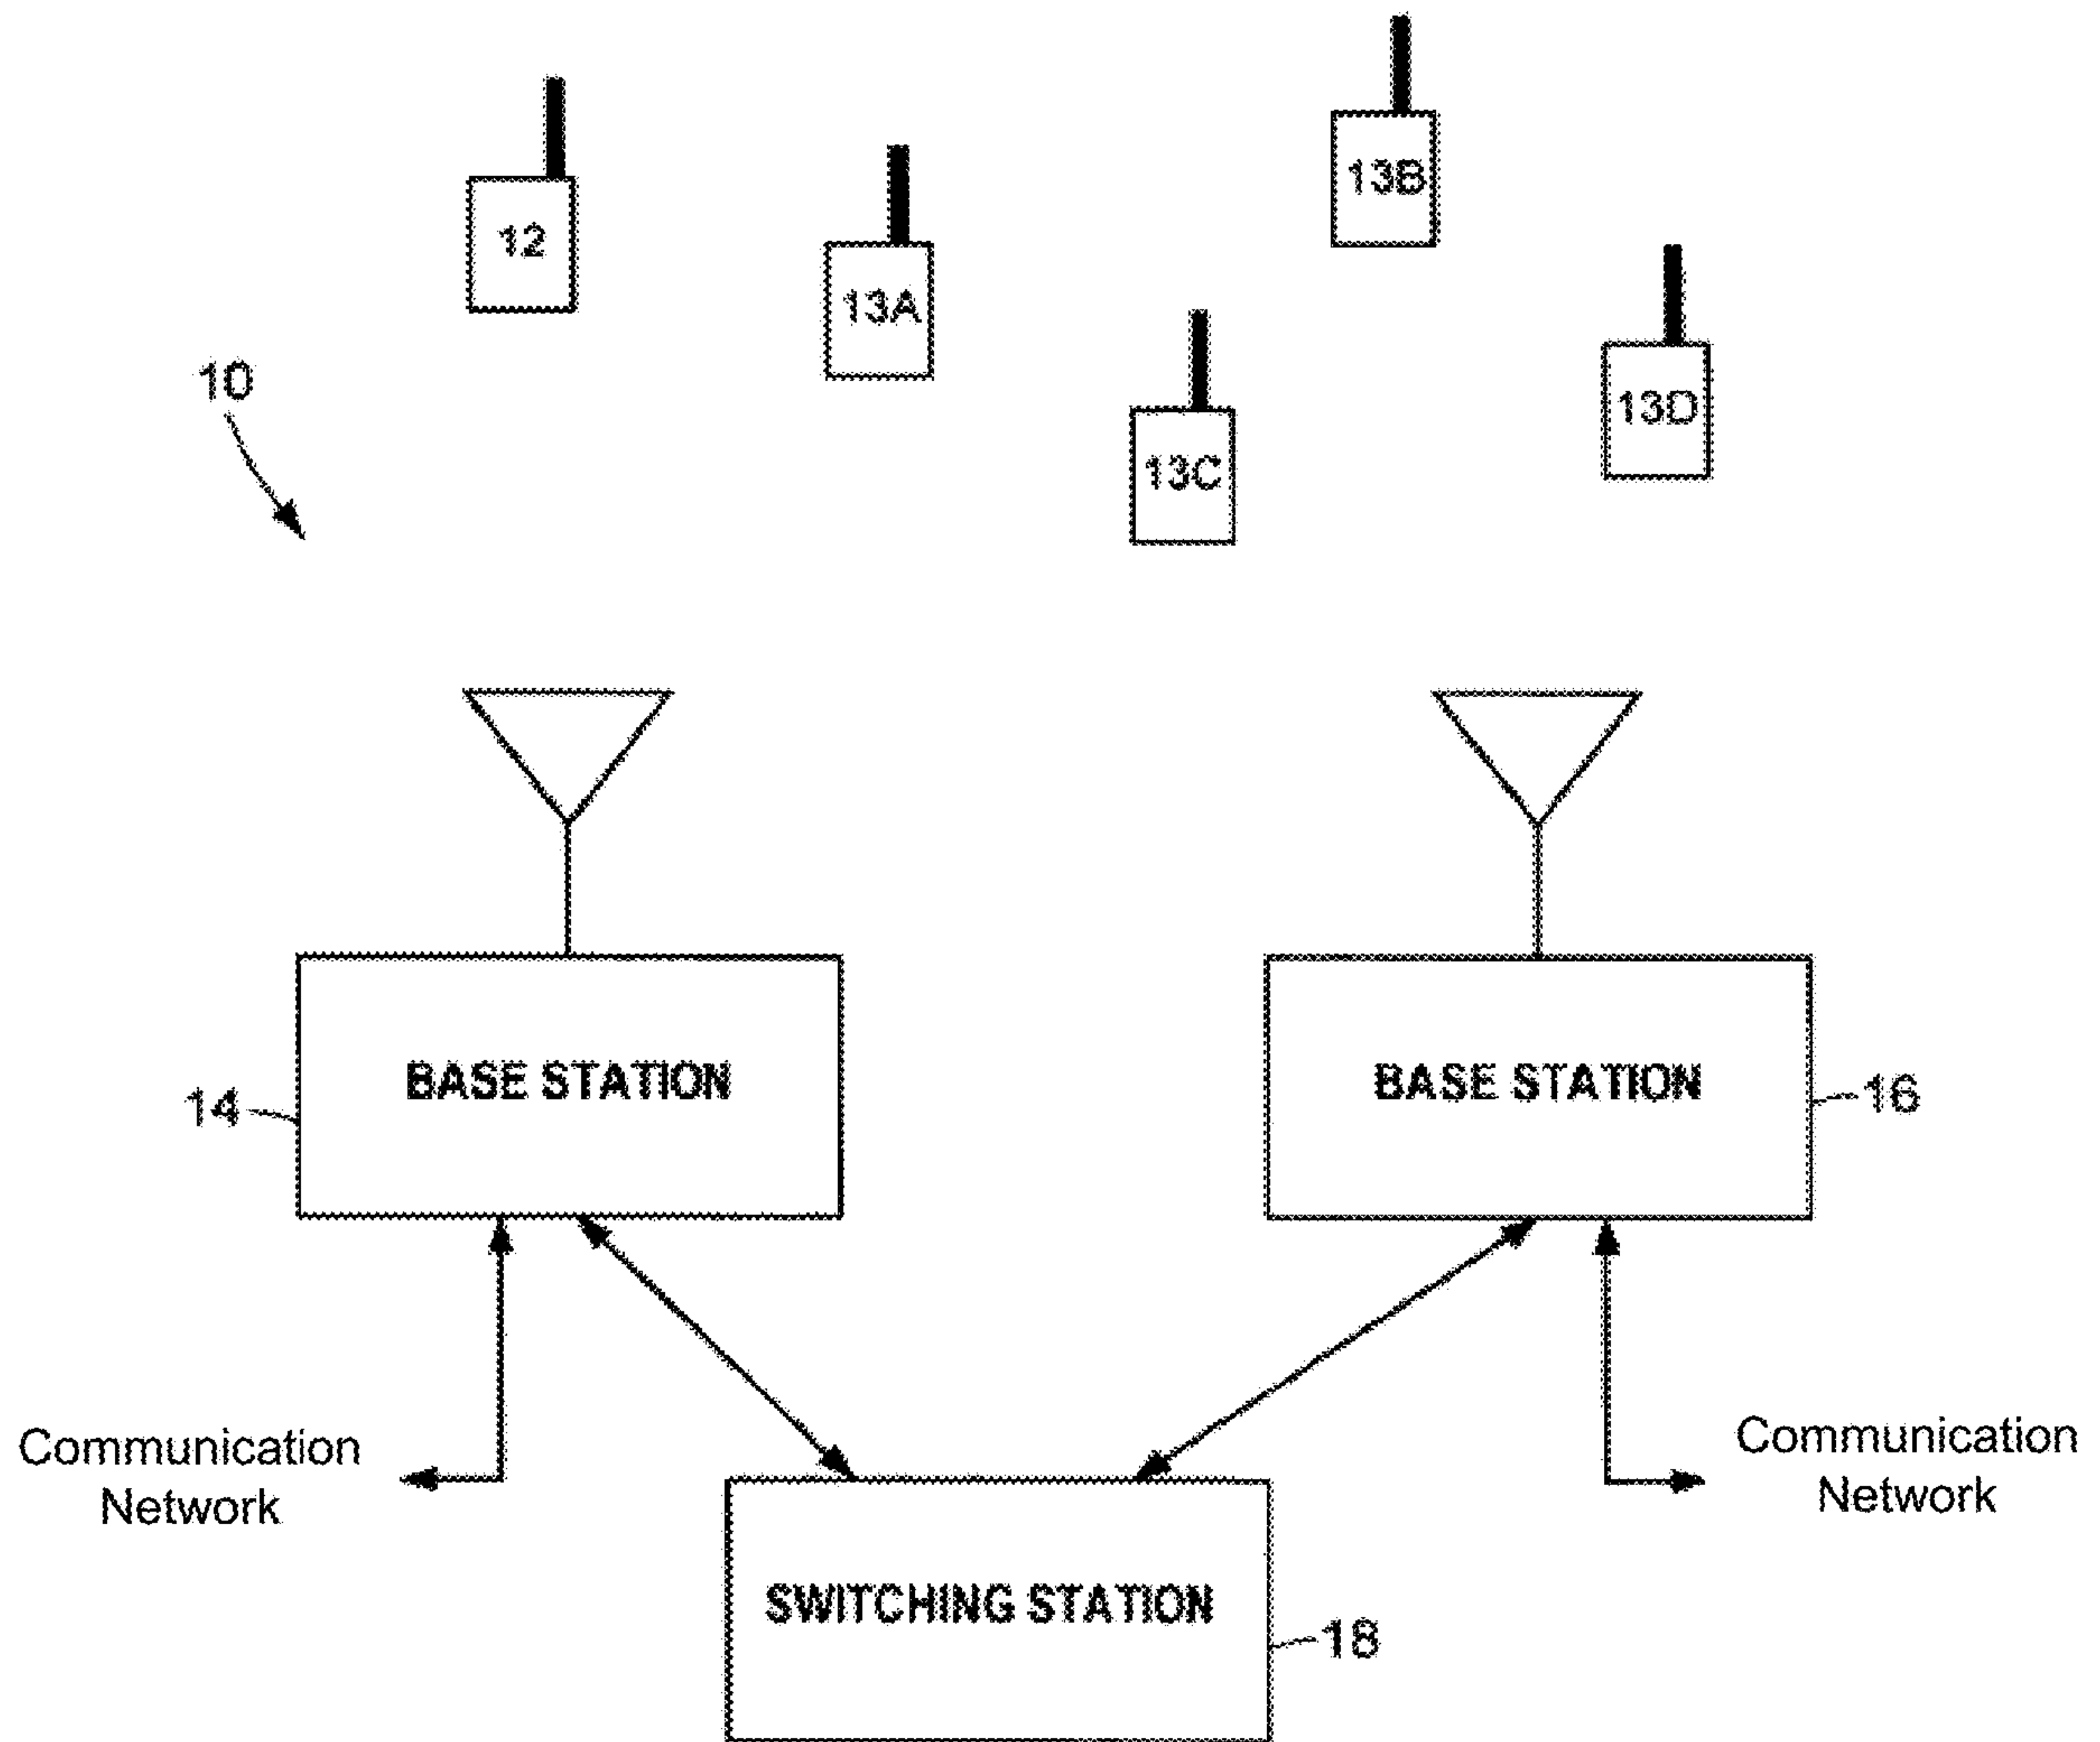 13B
12
13A
10
13D
13C
BASE STATION
BASE STATION
14
16
Communication
Network
Communication
Network
SWITCHING STATION
18